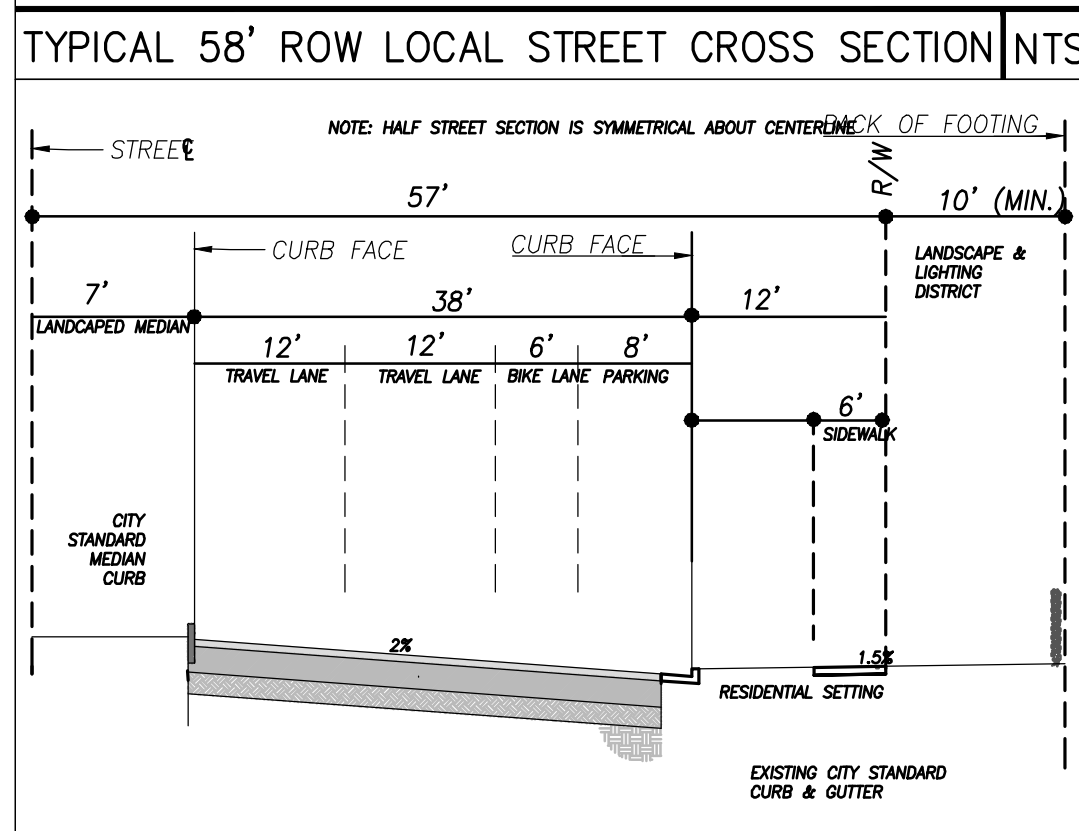 TYPICAL 58' ROW LOCAL STREET CROSS SECTION NTS
NOTE: HALF STREET SECTION IS SYMMETRICAL ABOUT CENTERLINE
BACK OF FOOTING
STREET ℄
R/W
57'
10' (MIN.)
CURB FACE
CURB FACE
LANDSCAPE &
LIGHTING
DISTRICT
7'
38'
12'
LANDCAPED MEDIAN
12'
12'
6'
8'
TRAVEL LANE
TRAVEL LANE
BIKE LANE
PARKING
6'
SIDEWALK
CITY
STANDARD
MEDIAN
CURB
2%
1.5%
RESIDENTIAL SETTING
EXISTING CITY STANDARD
CURB & GUTTER